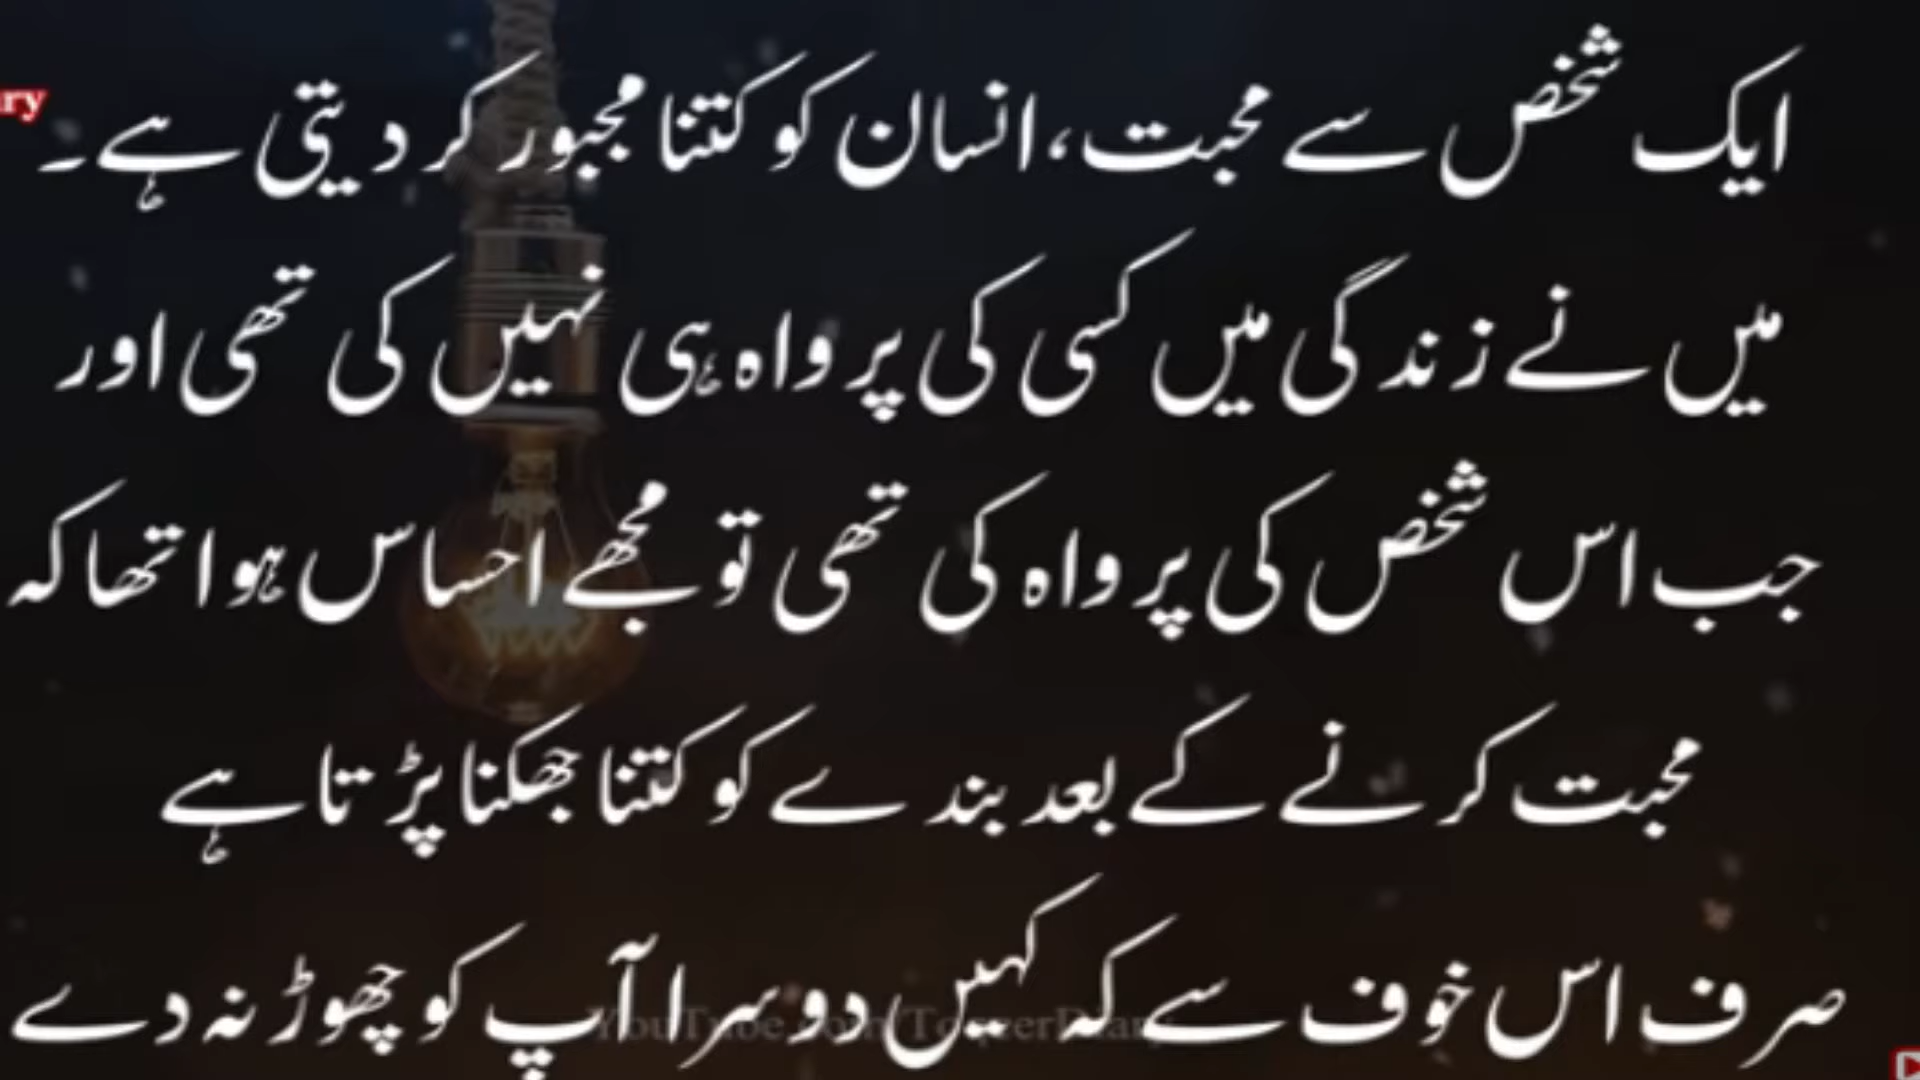 ایک شخص سے محبت، انسان کو کتنا مجبور کر دیتی ہے۔
میں نے زندگی میں کسی کی پرواہ ہی نہیں کی تھی اور
جب اس شخص کی پرواہ کی تھی تو مجھے احساس ہوا تھا کہ
محبت کرنے کے بعد بندے کو کتنا جھکنا پڑتا ہے
صرف اس خوف سے کہ کہیں دوسرا آپ کو چھوڑ نہ دے